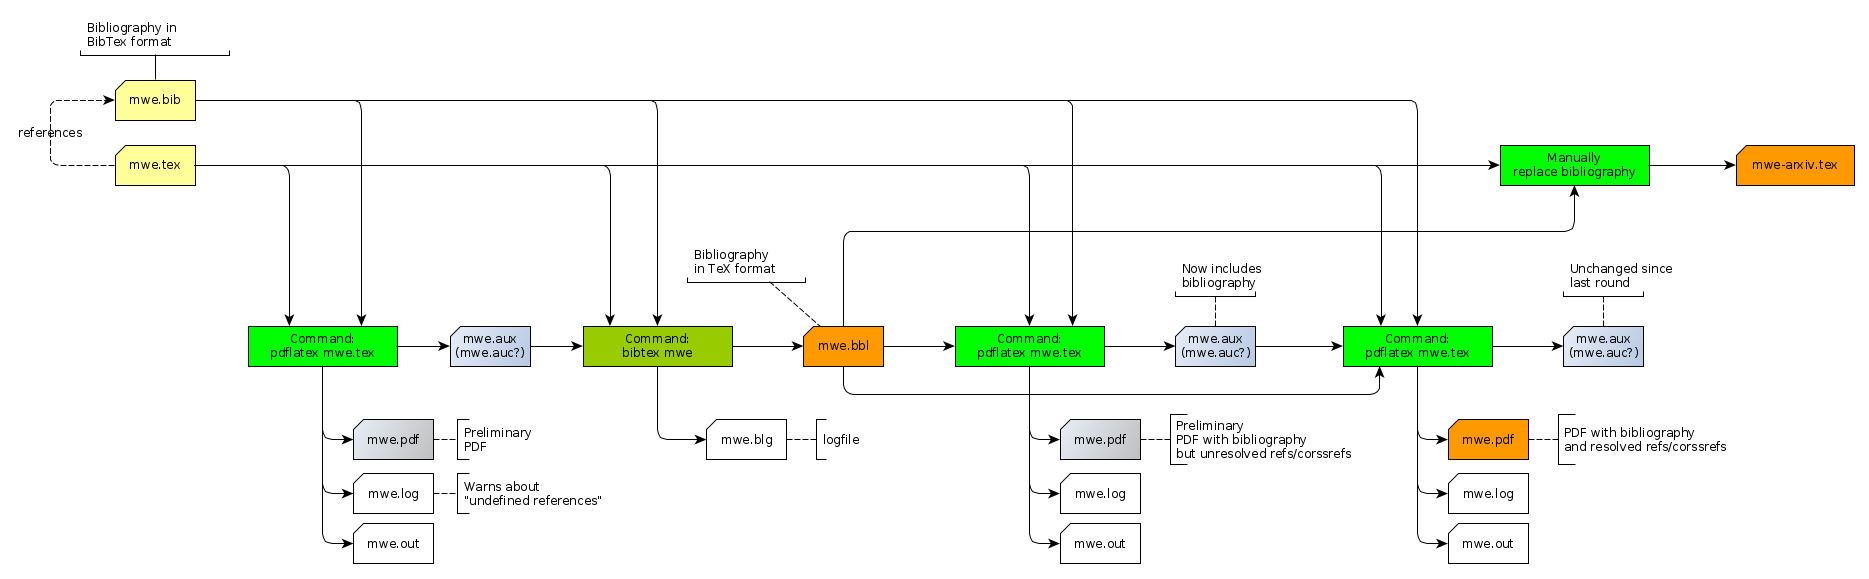 Bibliography in
BibTex format
mwe.bib
references
mwe.tex
Manually
replace bibliography
mwe-arxiv.tex
Bibliography
in TeX format
Now includes
bibliography
Unchanged since
last round
Command:
pdflatex mwe.tex
mwe.aux
(mwe.auc?)
Command:
bibtex mwe
mwe.bbl
Command:
pdflatex mwe.tex
mwe.aux
(mwe.auc?)
Command:
pdflatex mwe.tex
mwe.aux
(mwe.auc?)
mwe.pdf
Preliminary
PDF
mwe.blg
logfile
mwe.pdf
Preliminary
PDF with bibliography
but unresolved refs/corssrefs
mwe.pdf
PDF with bibliography
and resolved refs/corssrefs
mwe.log
Warns about
"undefined references"
mwe.log
mwe.log
mwe.out
mwe.out
mwe.out